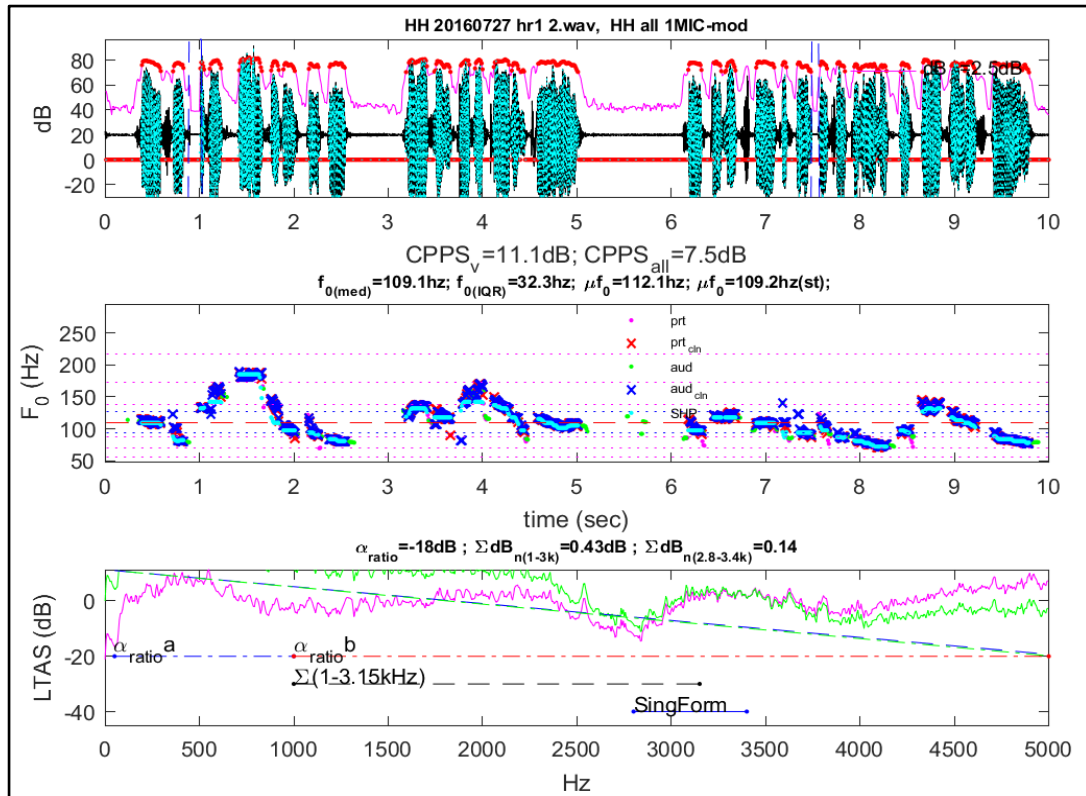 HH 20160727 hr1 2.wav,  HH all 1MIC-mod
dB
80
60
40
20
0
-20
=2.5dB
0 1 2 3 4 5 6 7 8 9 10
CPPS_v=11.1dB; CPPS_all=7.5dB
f_0(med)=109.1hz; f_0(IQR)=32.3hz; μf_0=112.1hz; μf_0=109.2hz(st);
F_0 (Hz)
250
200
150
100
50
prt
prt_cln
aud
aud_cln
SHP
0 1 2 3 4 5 6 7 8 9 10
time (sec)
α_ratio=-18dB ; ΣdB_n(1-3k)=0.43dB ; ΣdB_n(2.8-3.4k)=0.14
LTAS (dB)
0
-20
-40
α_ratio a
α_ratio b
Σ(1-3.15kHz)
SingForm
0 500 1000 1500 2000 2500 3000 3500 4000 4500 5000
Hz